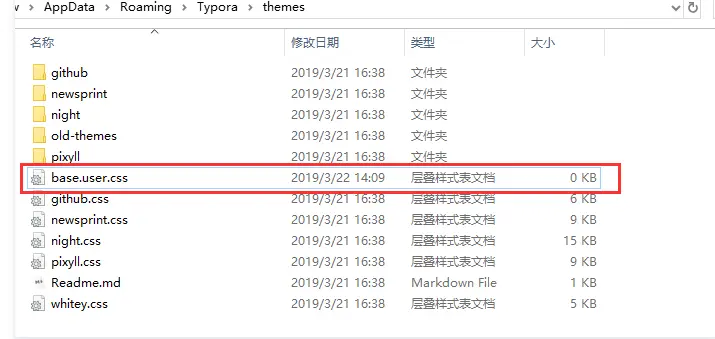 AppData > Roaming > Typora > themes
名称 修改日期 类型 大小
github 2019/3/21 16:38 文件夹
newsprint 2019/3/21 16:38 文件夹
night 2019/3/21 16:38 文件夹
old-themes 2019/3/21 16:38 文件夹
pixyll 2019/3/21 16:38 文件夹
base.user.css 2019/3/22 14:09 层叠样式表文档 0 KB
github.css 2019/3/21 16:38 层叠样式表文档 6 KB
newsprint.css 2019/3/21 16:38 层叠样式表文档 9 KB
night.css 2019/3/21 16:38 层叠样式表文档 15 KB
pixyll.css 2019/3/21 16:38 层叠样式表文档 9 KB
Readme.md 2019/3/21 16:38 Markdown File 1 KB
whitey.css 2019/3/21 16:38 层叠样式表文档 5 KB